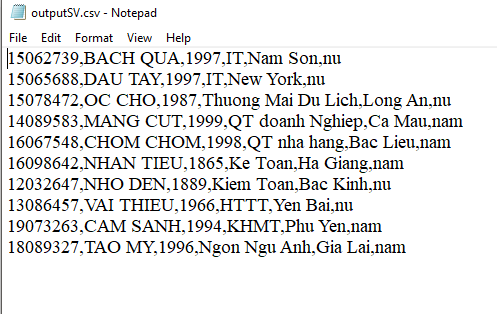 outputSV.csv - Notepad
File Edit Format View Help
15062739,BACH QUA,1997,IT,Nam Son,nu
15065688,DAU TAY,1997,IT,New York,nu
15078472,OC CHO,1987,Thuong Mai Du Lich,Long An,nu
14089583,MANG CUT,1999,QT doanh Nghiep,Ca Mau,nam
16067548,CHOM CHOM,1998,QT nha hang,Bac Lieu,nam
16098642,NHAN TIEU,1865,Ke Toan,Ha Giang,nam
12032647,NHO DEN,1889,Kiem Toan,Bac Kinh,nu
13086457,VAI THIEU,1966,HTTT,Yen Bai,nu
19073263,CAM SANH,1994,KHMT,Phu Yen,nam
18089327,TAO MY,1996,Ngon Ngu Anh,Gia Lai,nam